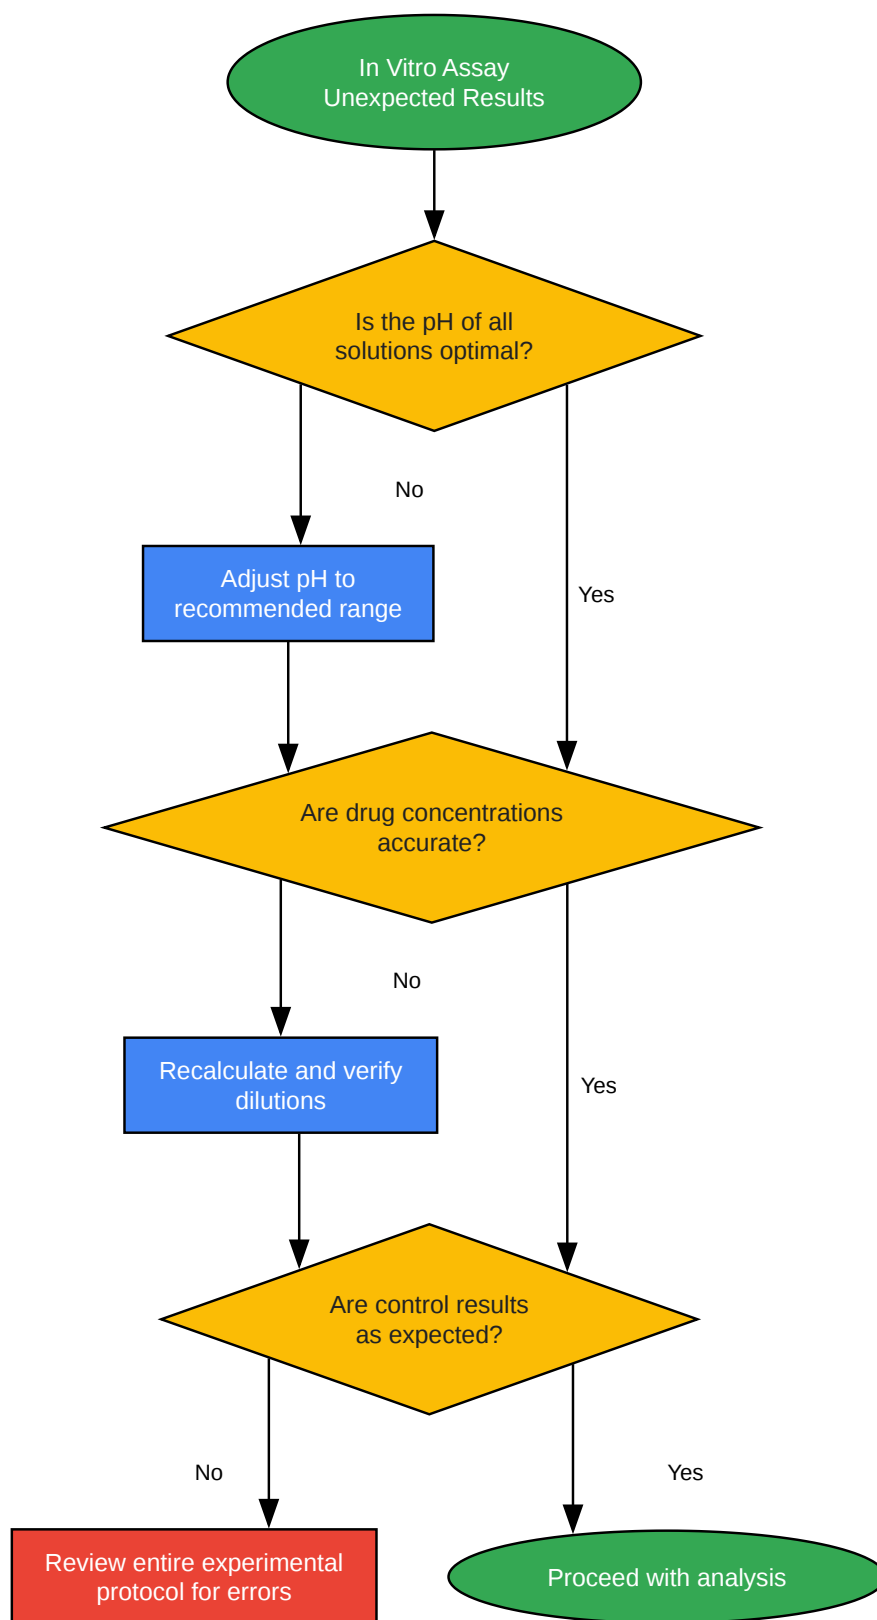 In Vitro Assay
Unexpected Results
Is the pH of all
solutions optimal?
No
Adjust pH to
recommended range
Yes
Are drug concentrations
accurate?
No
Recalculate and verify
dilutions
Yes
Are control results
as expected?
No
Yes
Review entire experimental
protocol for errors
Proceed with analysis